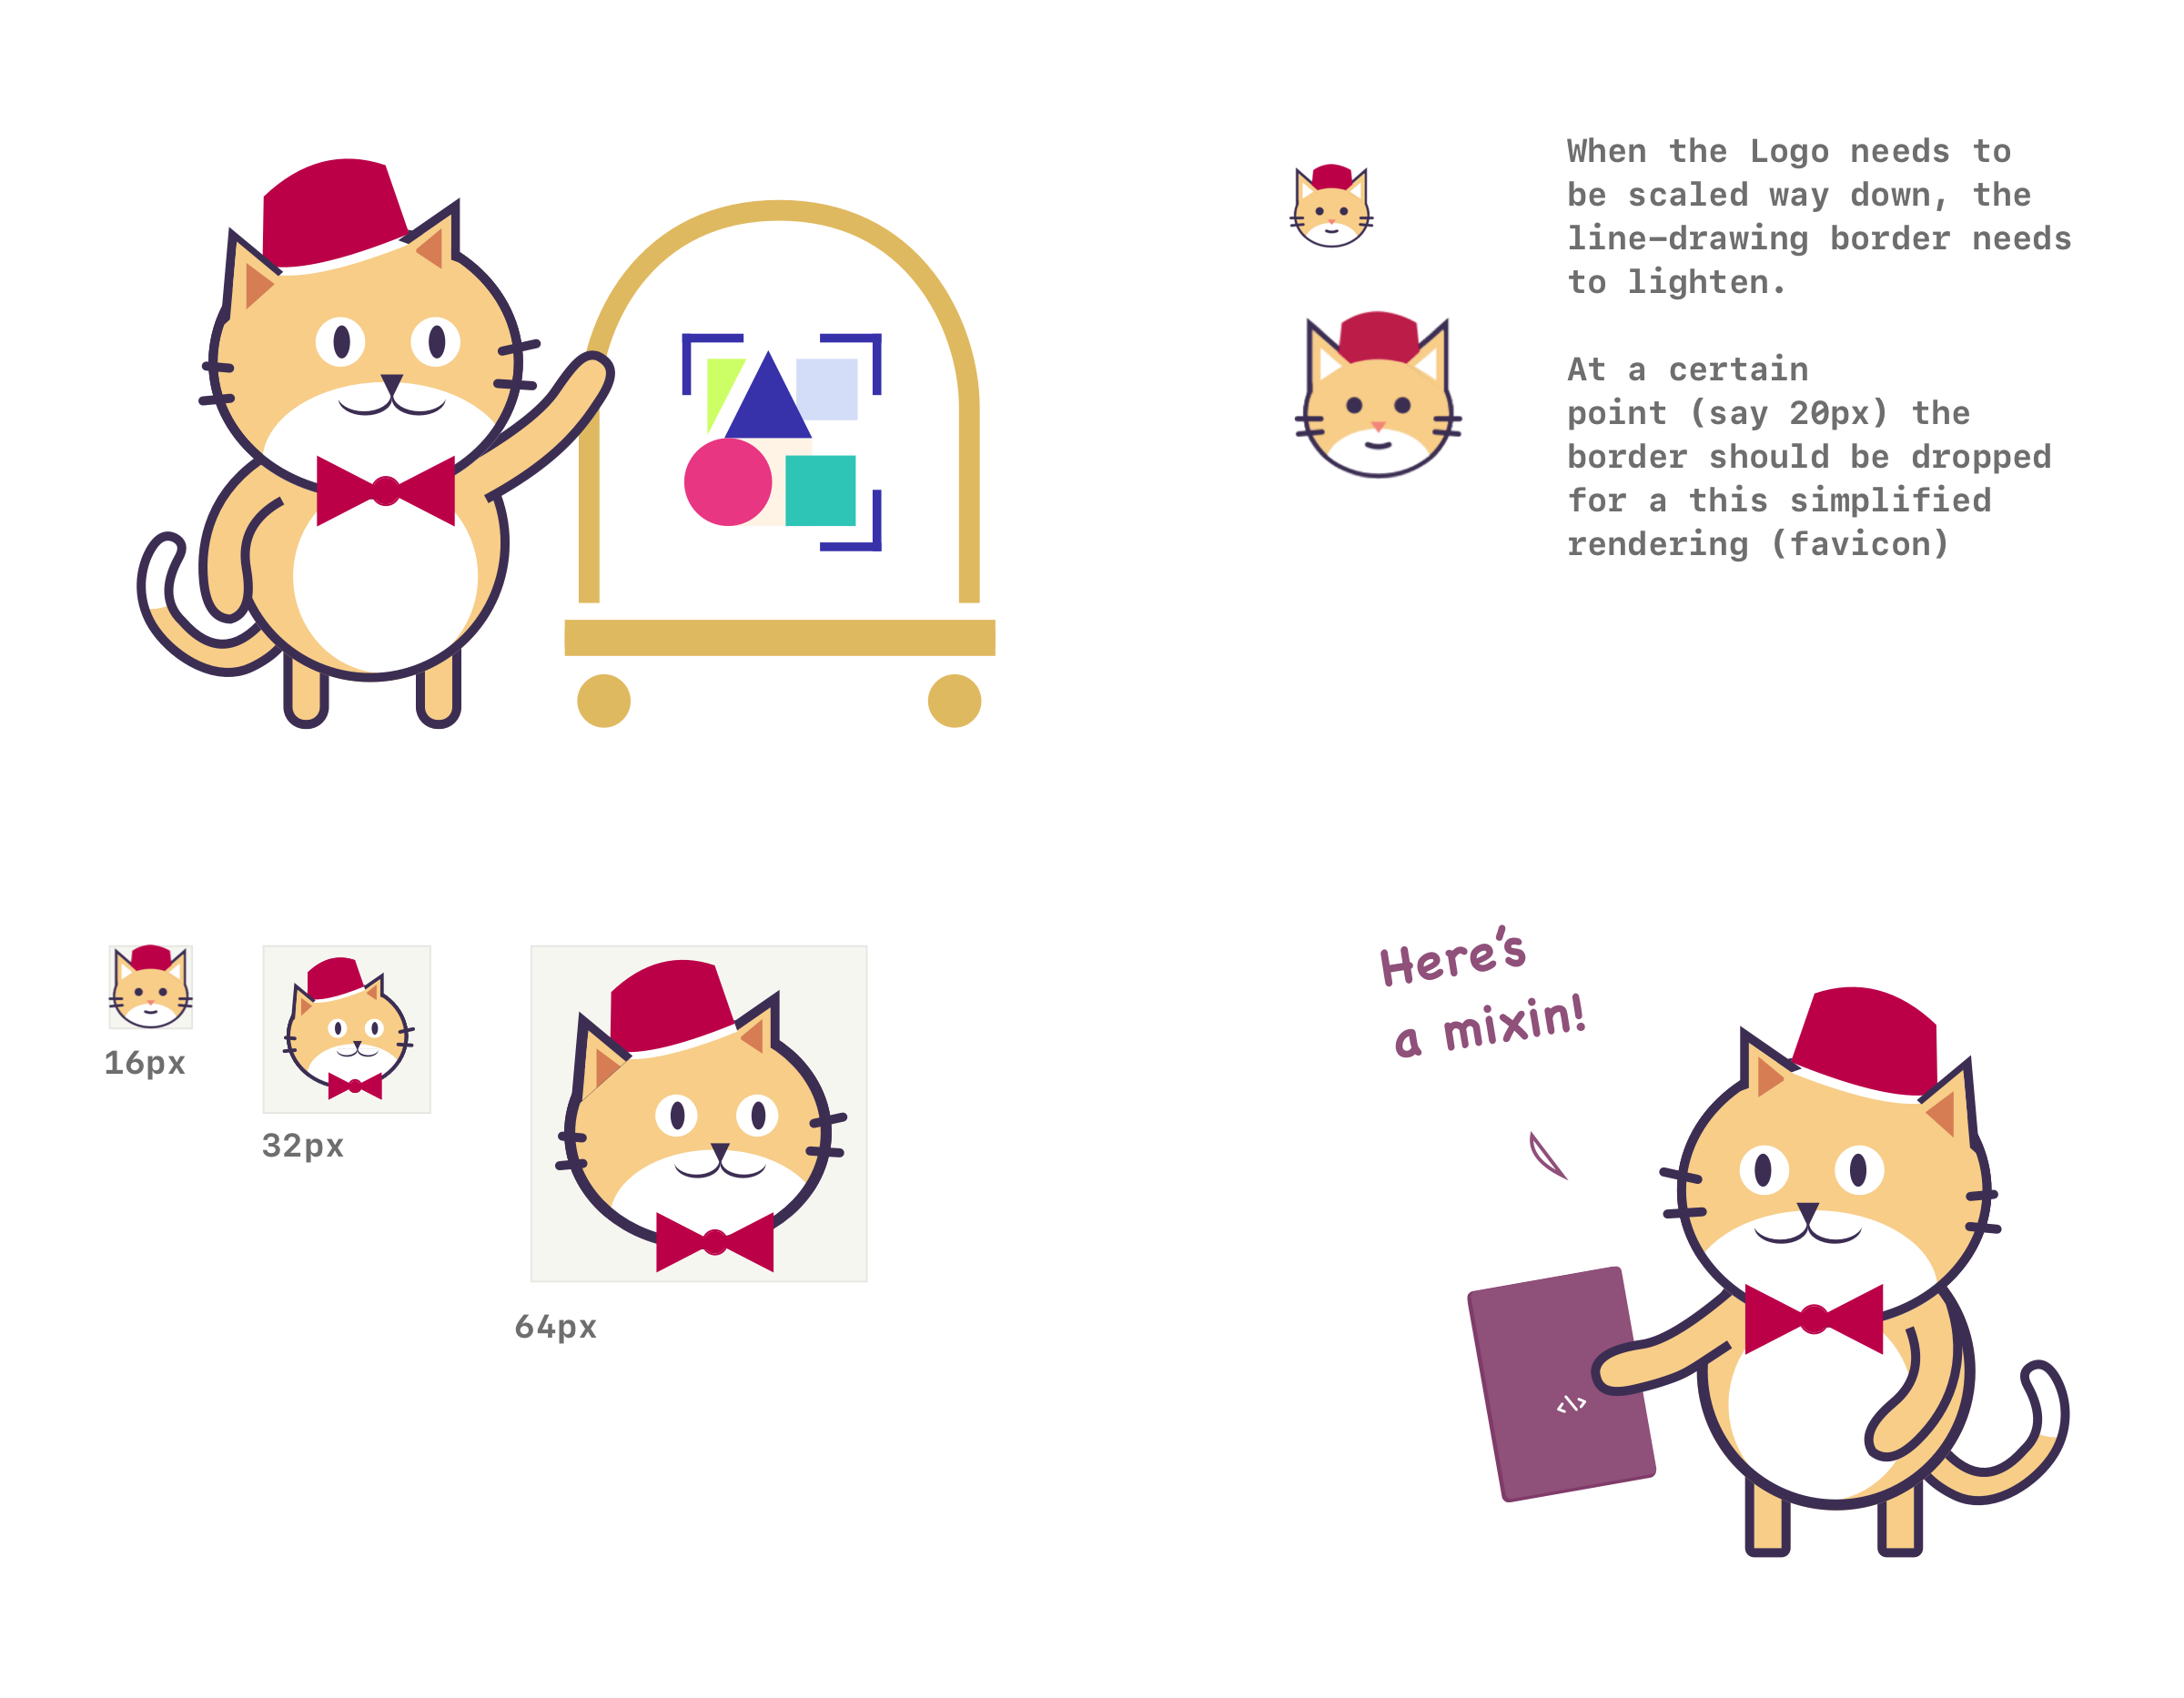 When the Logo needs to
be scaled way down, the
line-drawing border needs
to lighten.
At a certain
point (say 20px) the
border should be dropped
for a this simplified
rendering (favicon)
16px
32px
64px
Here's
a mixin!
</>